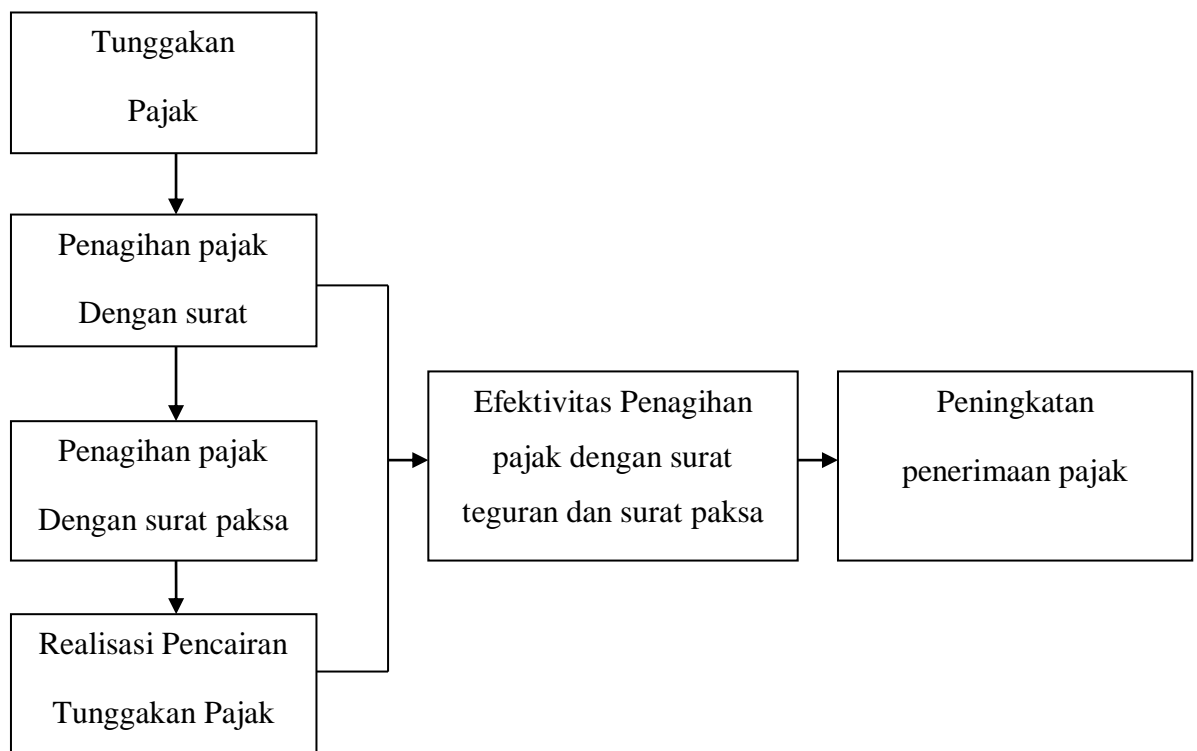 Tunggakan
Pajak
Penagihan pajak
Dengan surat
Penagihan pajak
Dengan surat paksa
Realisasi Pencairan
Tunggakan Pajak
Efektivitas Penagihan
pajak dengan surat
teguran dan surat paksa
Peningkatan
penerimaan pajak